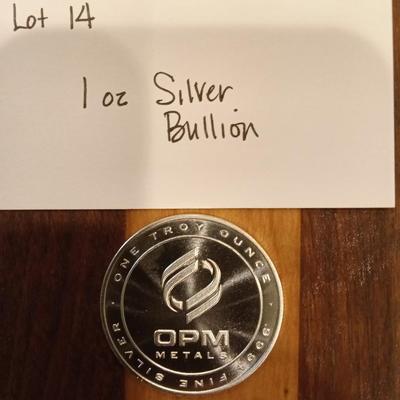 Lot 14
1 oz Silver
Bullion
· ONE TROY OUNCE · .999+ FINE SILVER
OPM
METALS